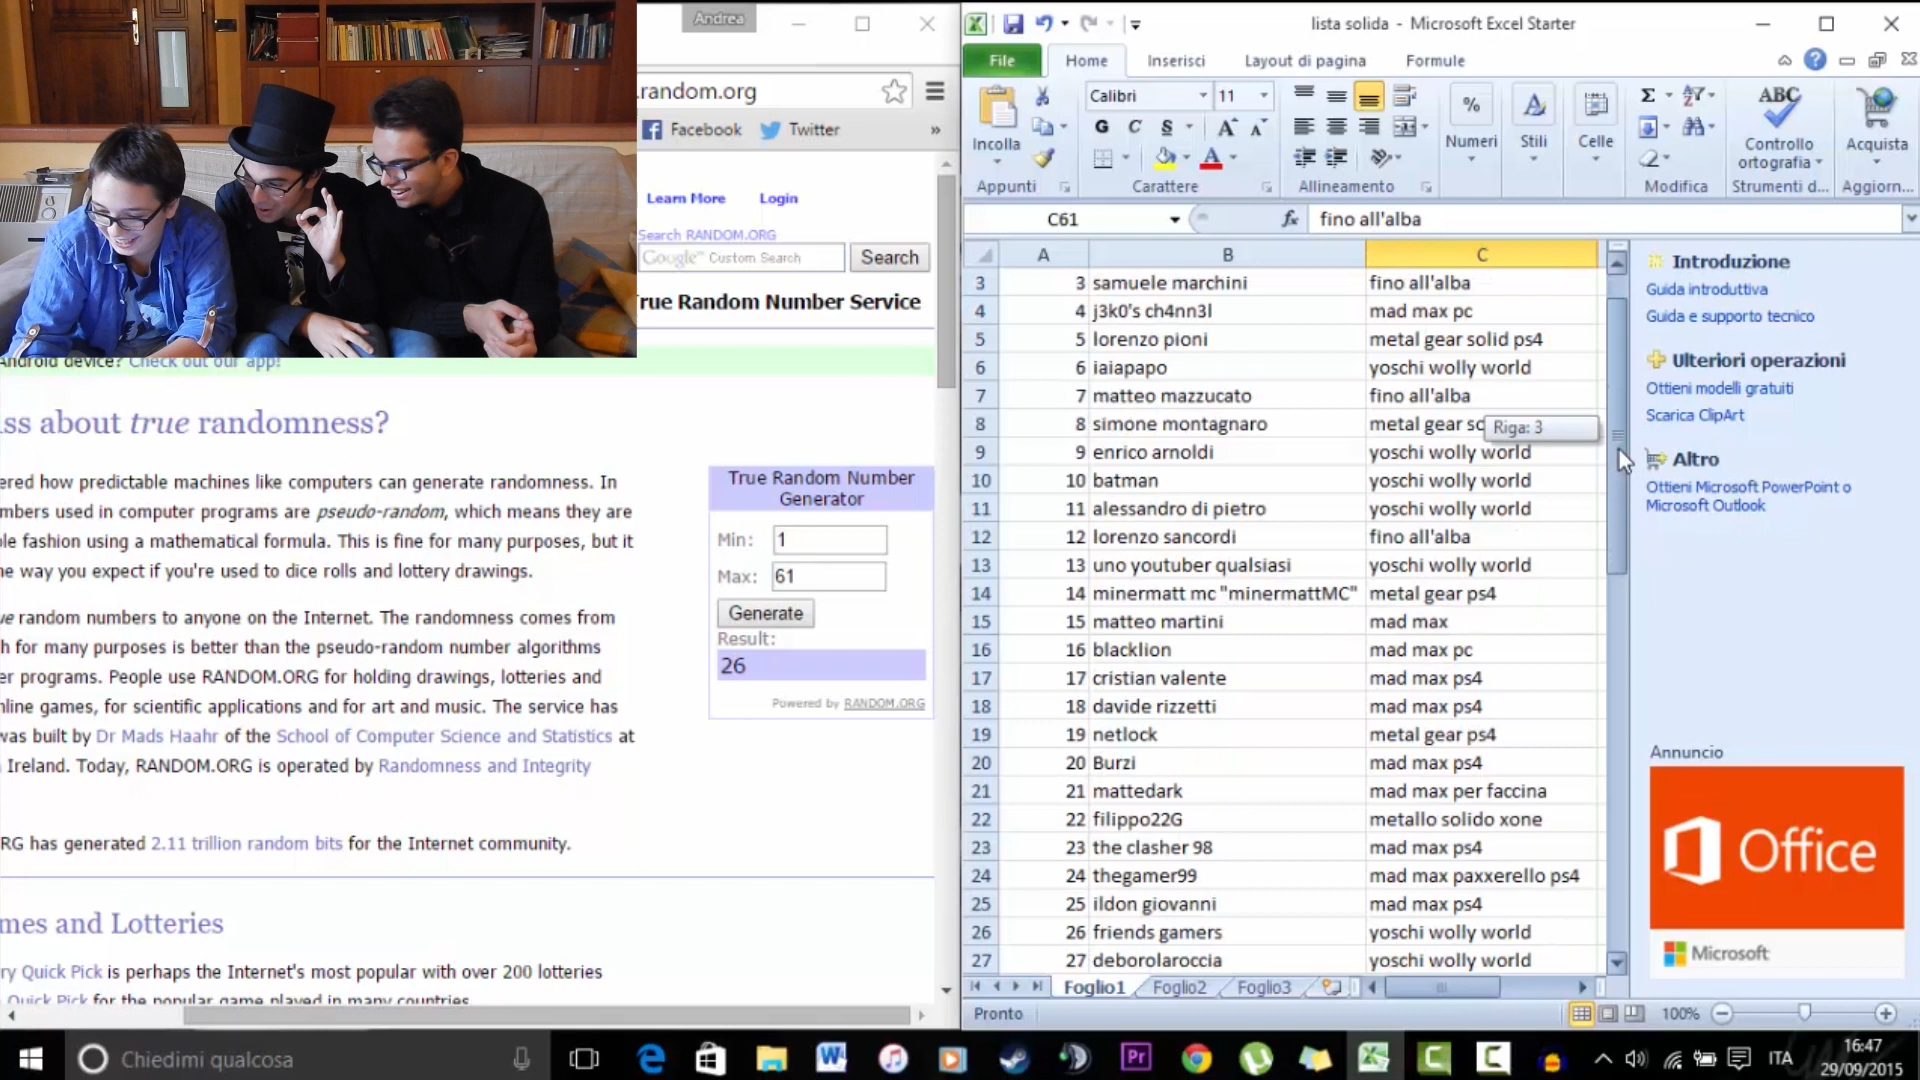 Andrea
.random.org
Facebook
Twitter
»
Learn More
Login
Search RANDOM.ORG
Google™ Custom Search
Search
True Random Number Service
Android device? Check out our app!
ss about true randomness?
ered how predictable machines like computers can generate randomness. In
mbers used in computer programs are pseudo-random, which means they are
le fashion using a mathematical formula. This is fine for many purposes, but it
ne way you expect if you're used to dice rolls and lottery drawings.
ue random numbers to anyone on the Internet. The randomness comes from
h for many purposes is better than the pseudo-random number algorithms
er programs. People use RANDOM.ORG for holding drawings, lotteries and
nline games, for scientific applications and for art and music. The service has
was built by Dr Mads Haahr of the School of Computer Science and Statistics at
Ireland. Today, RANDOM.ORG is operated by Randomness and Integrity
RG has generated 2.11 trillion random bits for the Internet community.
mes and Lotteries
ry Quick Pick is perhaps the Internet's most popular with over 200 lotteries
Quick Pick for the popular game played in many countries
True Random Number
Generator
Min: 1
Max: 61
Generate
Result:
26
Powered by RANDOM.ORG
lista solida - Microsoft Excel Starter
File
Home
Inserisci
Layout di pagina
Formule
Calibri
11
G C S
Incolla
Numeri
Stili
Celle
ABC
Controllo
ortografia
Acquista
Appunti
Carattere
Allineamento
Modifica
Strumenti d...
Aggiorn...
C61
fx
fino all'alba
A B C
3 3 samuele marchini fino all'alba
4 4 j3k0's ch4nn3l mad max pc
5 5 lorenzo pioni metal gear solid ps4
6 6 iaiapapo yoschi wolly world
7 7 matteo mazzucato fino all'alba
8 8 simone montagnaro metal gear sc
Riga: 3
9 9 enrico arnoldi yoschi wolly world
10 10 batman yoschi wolly world
11 11 alessandro di pietro yoschi wolly world
12 12 lorenzo sancordi fino all'alba
13 13 uno youtuber qualsiasi yoschi wolly world
14 14 minermatt mc "minermattMC" metal gear ps4
15 15 matteo martini mad max
16 16 blacklion mad max pc
17 17 cristian valente mad max ps4
18 18 davide rizzetti mad max ps4
19 19 netlock metal gear ps4
20 20 Burzi mad max ps4
21 21 mattedark mad max per faccina
22 22 filippo22G metallo solido xone
23 23 the clasher 98 mad max ps4
24 24 thegamer99 mad max paxxerello ps4
25 25 ildon giovanni mad max ps4
26 26 friends gamers yoschi wolly world
27 27 deborolaroccia yoschi wolly world
Foglio1
Foglio2
Foglio3
Pronto
100%
Introduzione
Guida introduttiva
Guida e supporto tecnico
Ulteriori operazioni
Ottieni modelli gratuiti
Scarica ClipArt
Altro
Ottieni Microsoft PowerPoint o
Microsoft Outlook
Annuncio
Office
Microsoft
Chiedimi qualcosa
ITA
16:47
29/09/2015